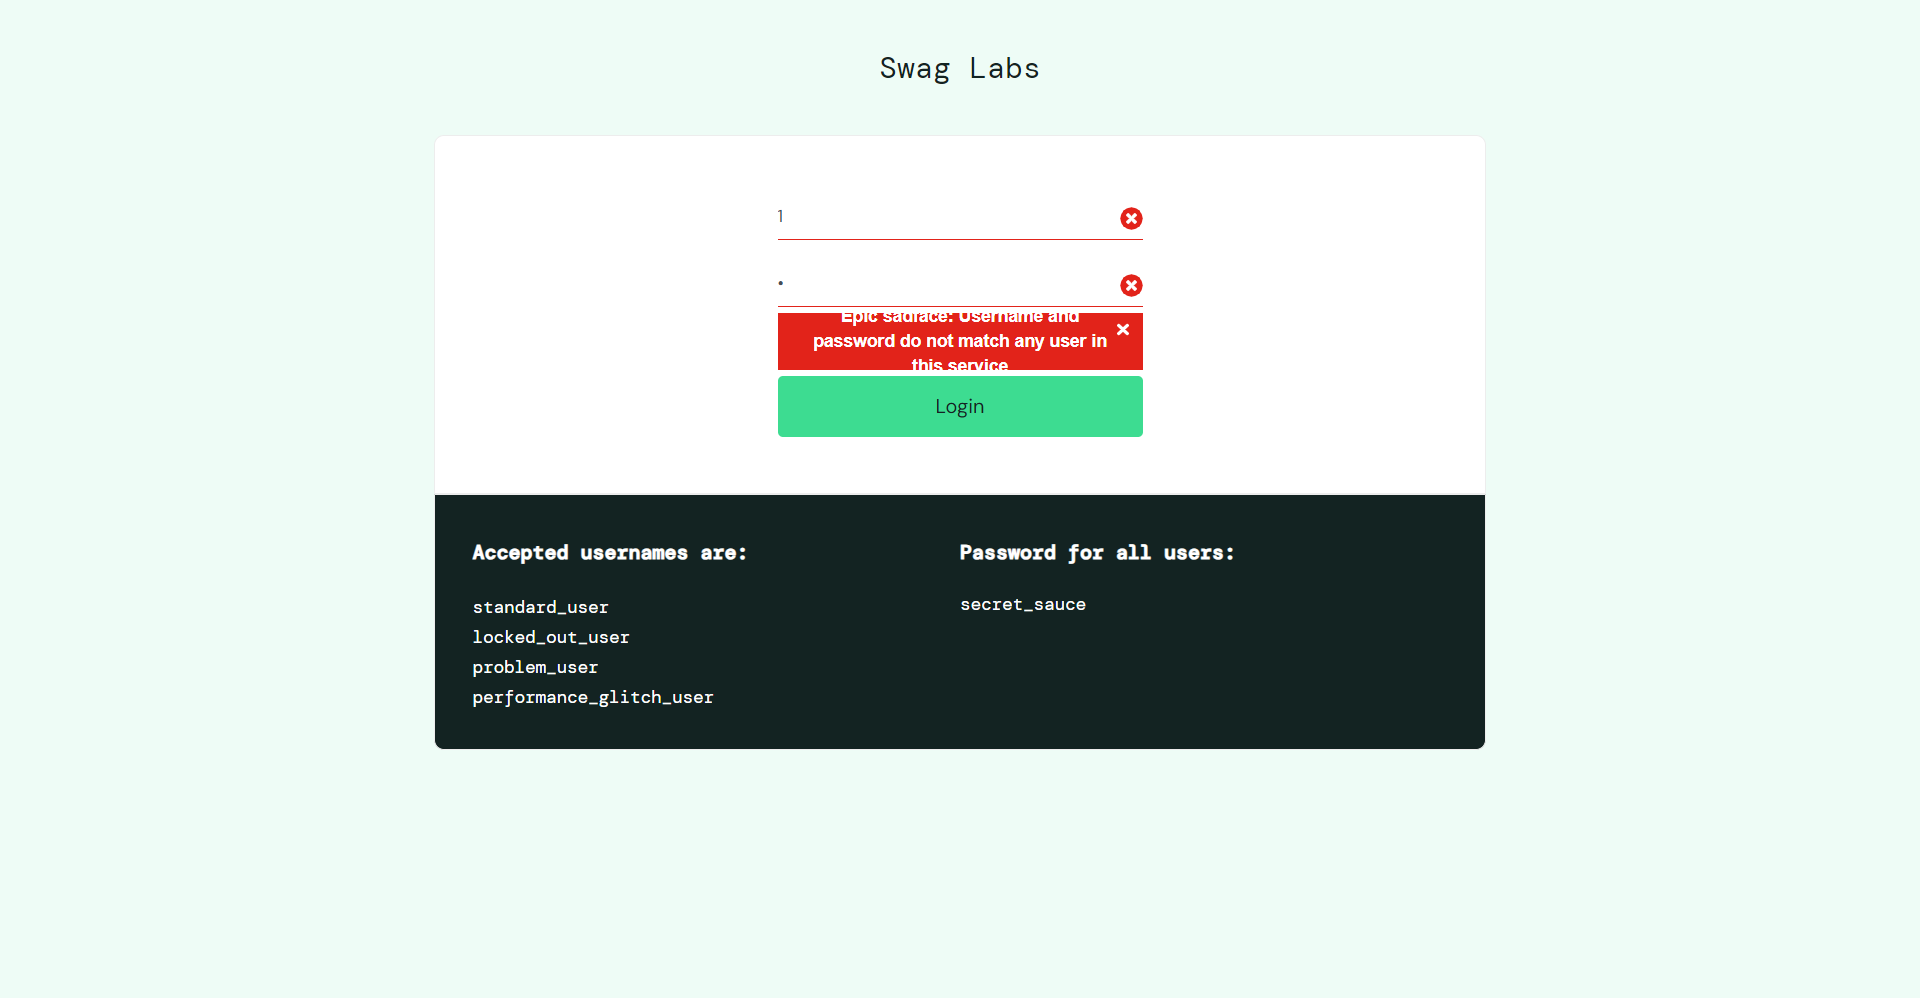 Swag Labs
1
•
Epic sadface: Username and
password do not match any user in
this service
Login
Accepted usernames are:
standard_user
locked_out_user
problem_user
performance_glitch_user
Password for all users:
secret_sauce